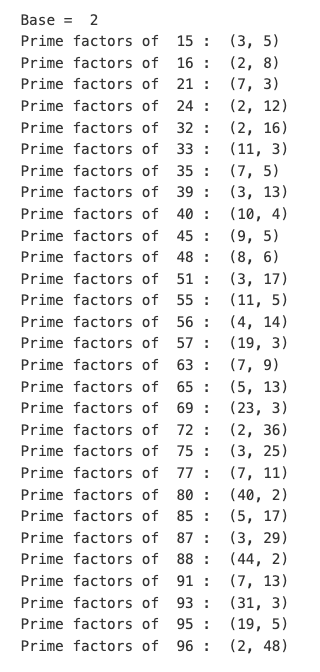 Base =  2
Prime factors of  15 :  (3, 5)
Prime factors of  16 :  (2, 8)
Prime factors of  21 :  (7, 3)
Prime factors of  24 :  (2, 12)
Prime factors of  32 :  (2, 16)
Prime factors of  33 :  (11, 3)
Prime factors of  35 :  (7, 5)
Prime factors of  39 :  (3, 13)
Prime factors of  40 :  (10, 4)
Prime factors of  45 :  (9, 5)
Prime factors of  48 :  (8, 6)
Prime factors of  51 :  (3, 17)
Prime factors of  55 :  (11, 5)
Prime factors of  56 :  (4, 14)
Prime factors of  57 :  (19, 3)
Prime factors of  63 :  (7, 9)
Prime factors of  65 :  (5, 13)
Prime factors of  69 :  (23, 3)
Prime factors of  72 :  (2, 36)
Prime factors of  75 :  (3, 25)
Prime factors of  77 :  (7, 11)
Prime factors of  80 :  (40, 2)
Prime factors of  85 :  (5, 17)
Prime factors of  87 :  (3, 29)
Prime factors of  88 :  (44, 2)
Prime factors of  91 :  (7, 13)
Prime factors of  93 :  (31, 3)
Prime factors of  95 :  (19, 5)
Prime factors of  96 :  (2, 48)